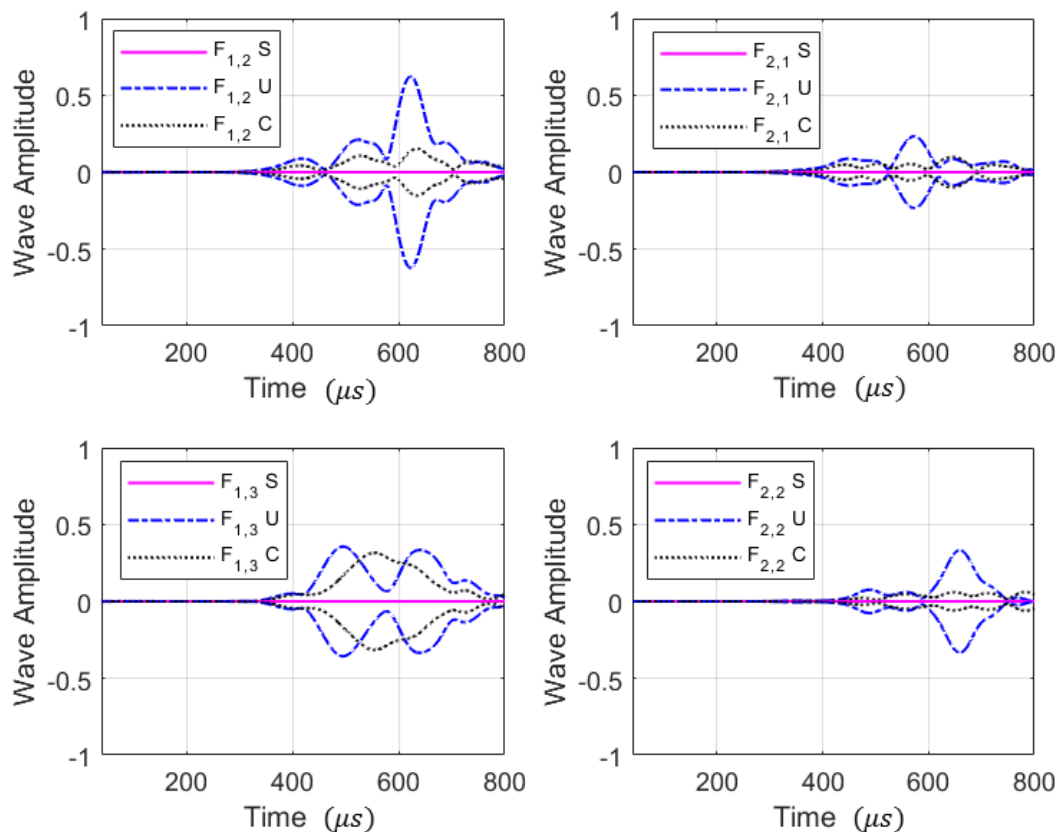 1
0.5
0
-0.5
-1
Wave Amplitude
F1,2 S
F1,2 U
F1,2 C
200 400 600 800
Time (μs)
1
0.5
0
-0.5
-1
Wave Amplitude
F2,1 S
F2,1 U
F2,1 C
200 400 600 800
Time (μs)
1
0.5
0
-0.5
-1
Wave Amplitude
F1,3 S
F1,3 U
F1,3 C
200 400 600 800
Time (μs)
1
0.5
0
-0.5
-1
Wave Amplitude
F2,2 S
F2,2 U
F2,2 C
200 400 600 800
Time (μs)